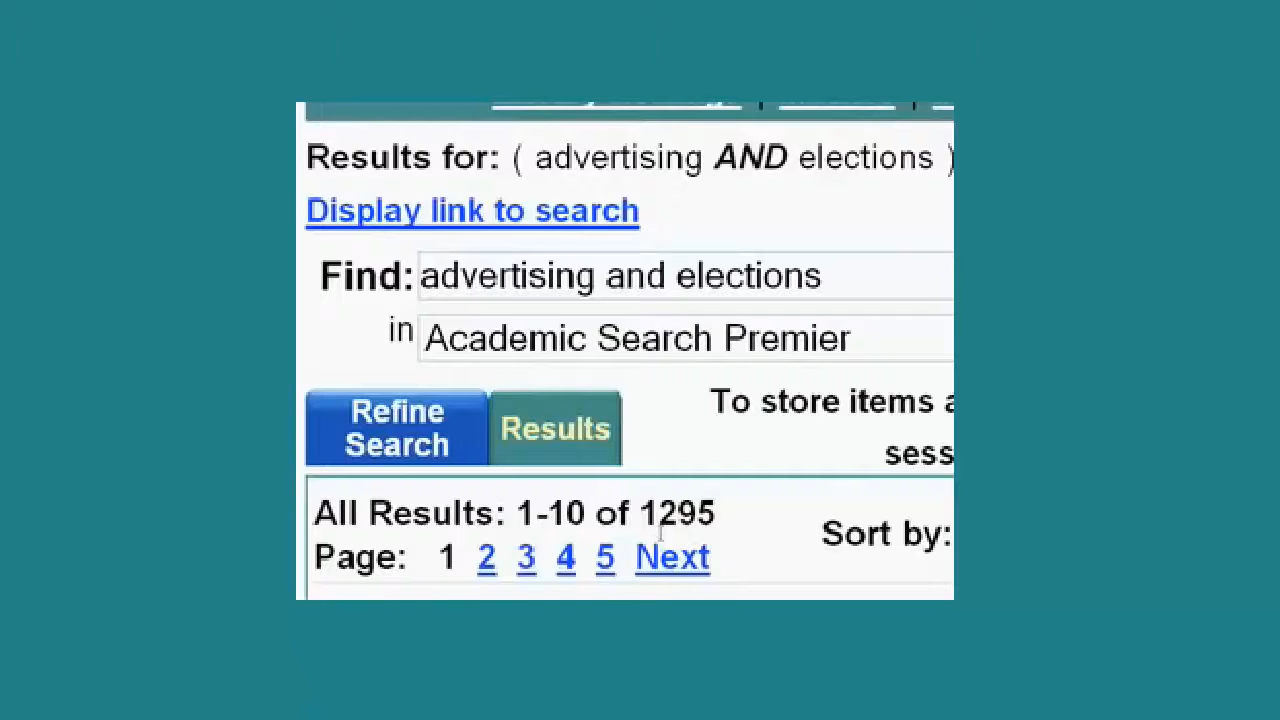 Results for: ( advertising AND elections )
Display link to search
Find: advertising and elections
in Academic Search Premier
Refine Search
Results
To store items
sess
All Results: 1-10 of 1295
Sort by:
Page: 1 2 3 4 5 Next